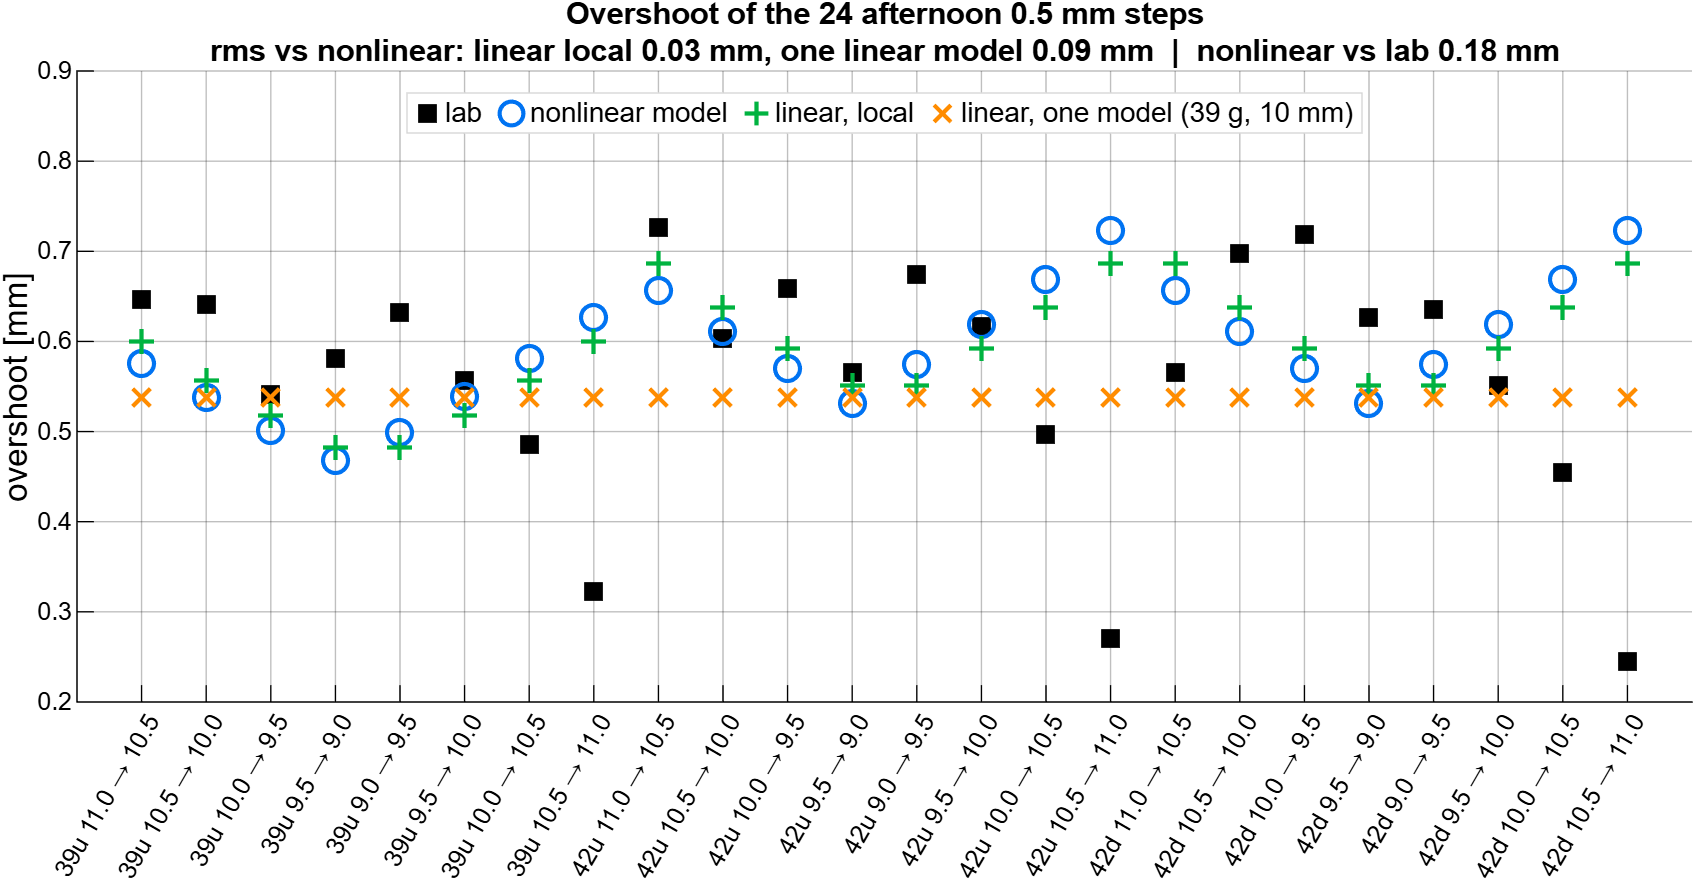 Overshoot of the 24 afternoon 0.5 mm steps
rms vs nonlinear: linear local 0.03 mm, one linear model 0.09 mm | nonlinear vs lab 0.18 mm
lab
nonlinear model
linear, local
linear, one model (39 g, 10 mm)
overshoot [mm]
0.9
0.8
0.7
0.6
0.5
0.4
0.3
0.2
39u 11.0 → 10.5
39u 10.5 → 10.0
39u 10.0 → 9.5
39u 9.5 → 9.0
39u 9.0 → 9.5
39u 9.5 → 10.0
39u 10.0 → 10.5
39u 10.5 → 11.0
42u 11.0 → 10.5
42u 10.5 → 10.0
42u 10.0 → 9.5
42u 9.5 → 9.0
42u 9.0 → 9.5
42u 9.5 → 10.0
42u 10.0 → 10.5
42u 10.5 → 11.0
42d 11.0 → 10.5
42d 10.5 → 10.0
42d 10.0 → 9.5
42d 9.5 → 9.0
42d 9.0 → 9.5
42d 9.5 → 10.0
42d 10.0 → 10.5
42d 10.5 → 11.0